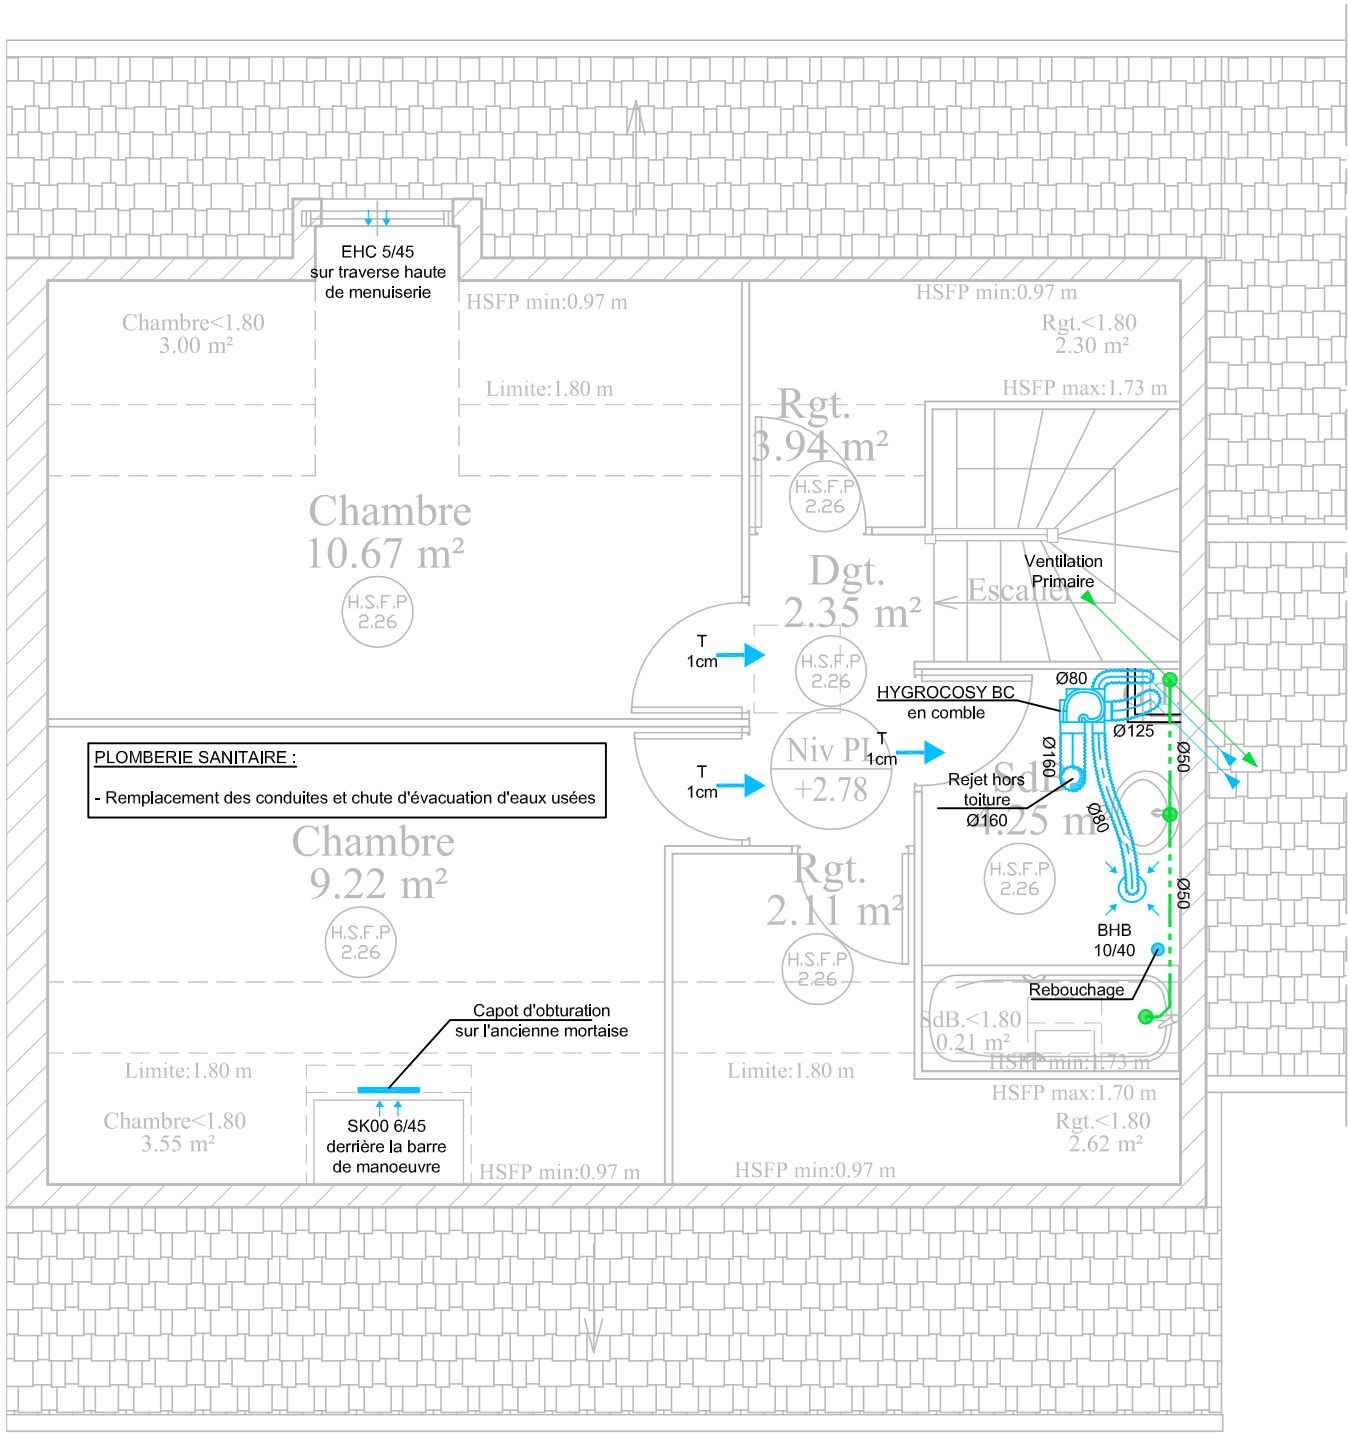 EHC 5/45
sur traverse haute
de menuiserie
HSFP min:0.97 m
HSFP min:0.97 m
Chambre<1.80
3.00 m²
Rgt.<1.80
2.30 m²
Limite:1.80 m
HSFP max:1.73 m
Rgt.
3.94 m²
H.S.F.P
2.26
Chambre
10.67 m²
H.S.F.P
2.26
Dgt.
2.35 m²
H.S.F.P
2.26
Ventilation
Primaire
Escalier
T
1cm
HYGROCOSY BC
en comble
Ø80
Ø125
Ø160
Ø50
Niv PL
+2.78
T
1cm
T
1cm
Rejet hors
toiture
Ø160
SdB.
4.25 m²
Ø80
H.S.F.P
2.26
Ø50
PLOMBERIE SANITAIRE :
- Remplacement des conduites et chute d'évacuation d'eaux usées
Chambre
9.22 m²
H.S.F.P
2.26
Rgt.
2.11 m²
H.S.F.P
2.26
BHB
10/40
Rebouchage
Capot d'obturation
sur l'ancienne mortaise
SdB.<1.80
0.21 m²
HSFP min:1.73 m
Limite:1.80 m
Limite:1.80 m
HSFP max:1.70 m
Chambre<1.80
3.55 m²
SK00 6/45
derrière la barre
de manoeuvre
Rgt.<1.80
2.62 m²
HSFP min:0.97 m
HSFP min:0.97 m